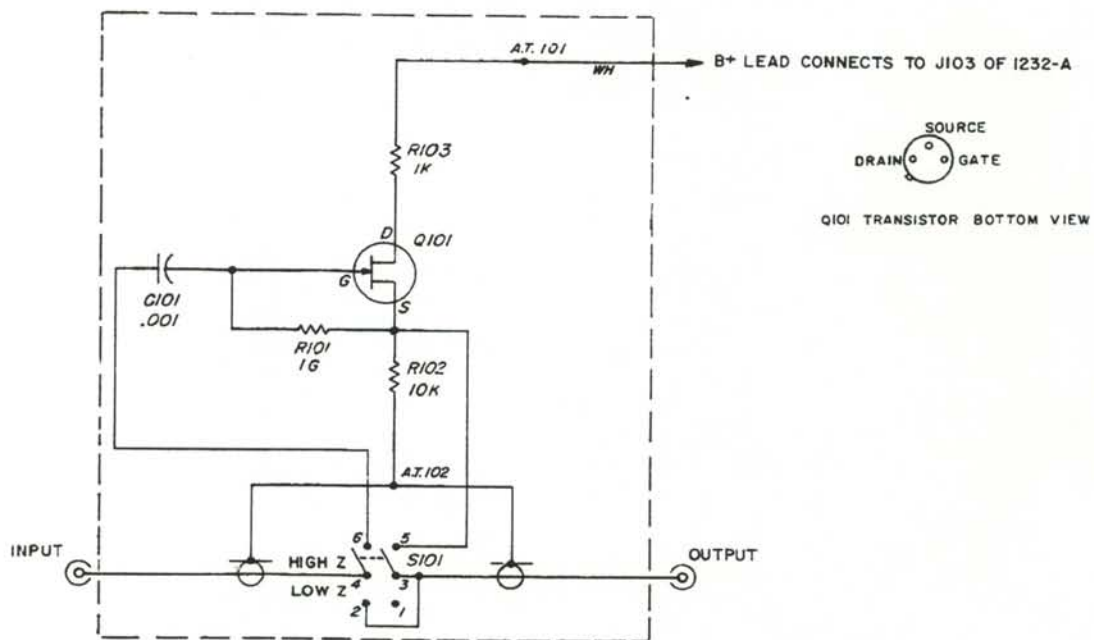 A.T. 101
WH
B+ LEAD CONNECTS TO J103 OF 1232-A
SOURCE
DRAIN
GATE
Q101 TRANSISTOR BOTTOM VIEW
R103
1K
D
Q101
G
S
C101
.001
R101
1G
R102
10K
A.T.102
INPUT
6
5
HIGH Z
S101
OUTPUT
4
3
LOW Z
2
1